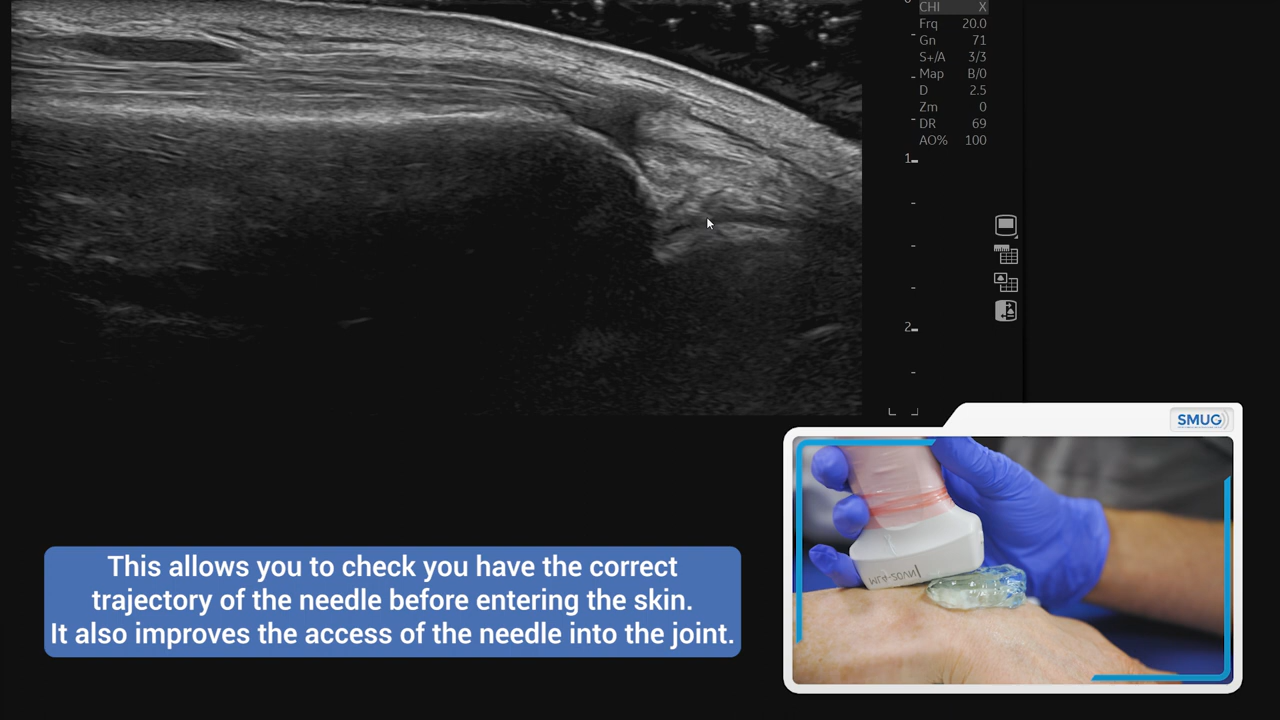 CHI X
Frq 20.0
Gn 71
S+/A 3/3
Map B/0
D 2.5
Zm 0
DR 69
AO% 100
1
2
SMUG
This allows you to check you have the correct
trajectory of the needle before entering the skin.
It also improves the access of the needle into the joint.